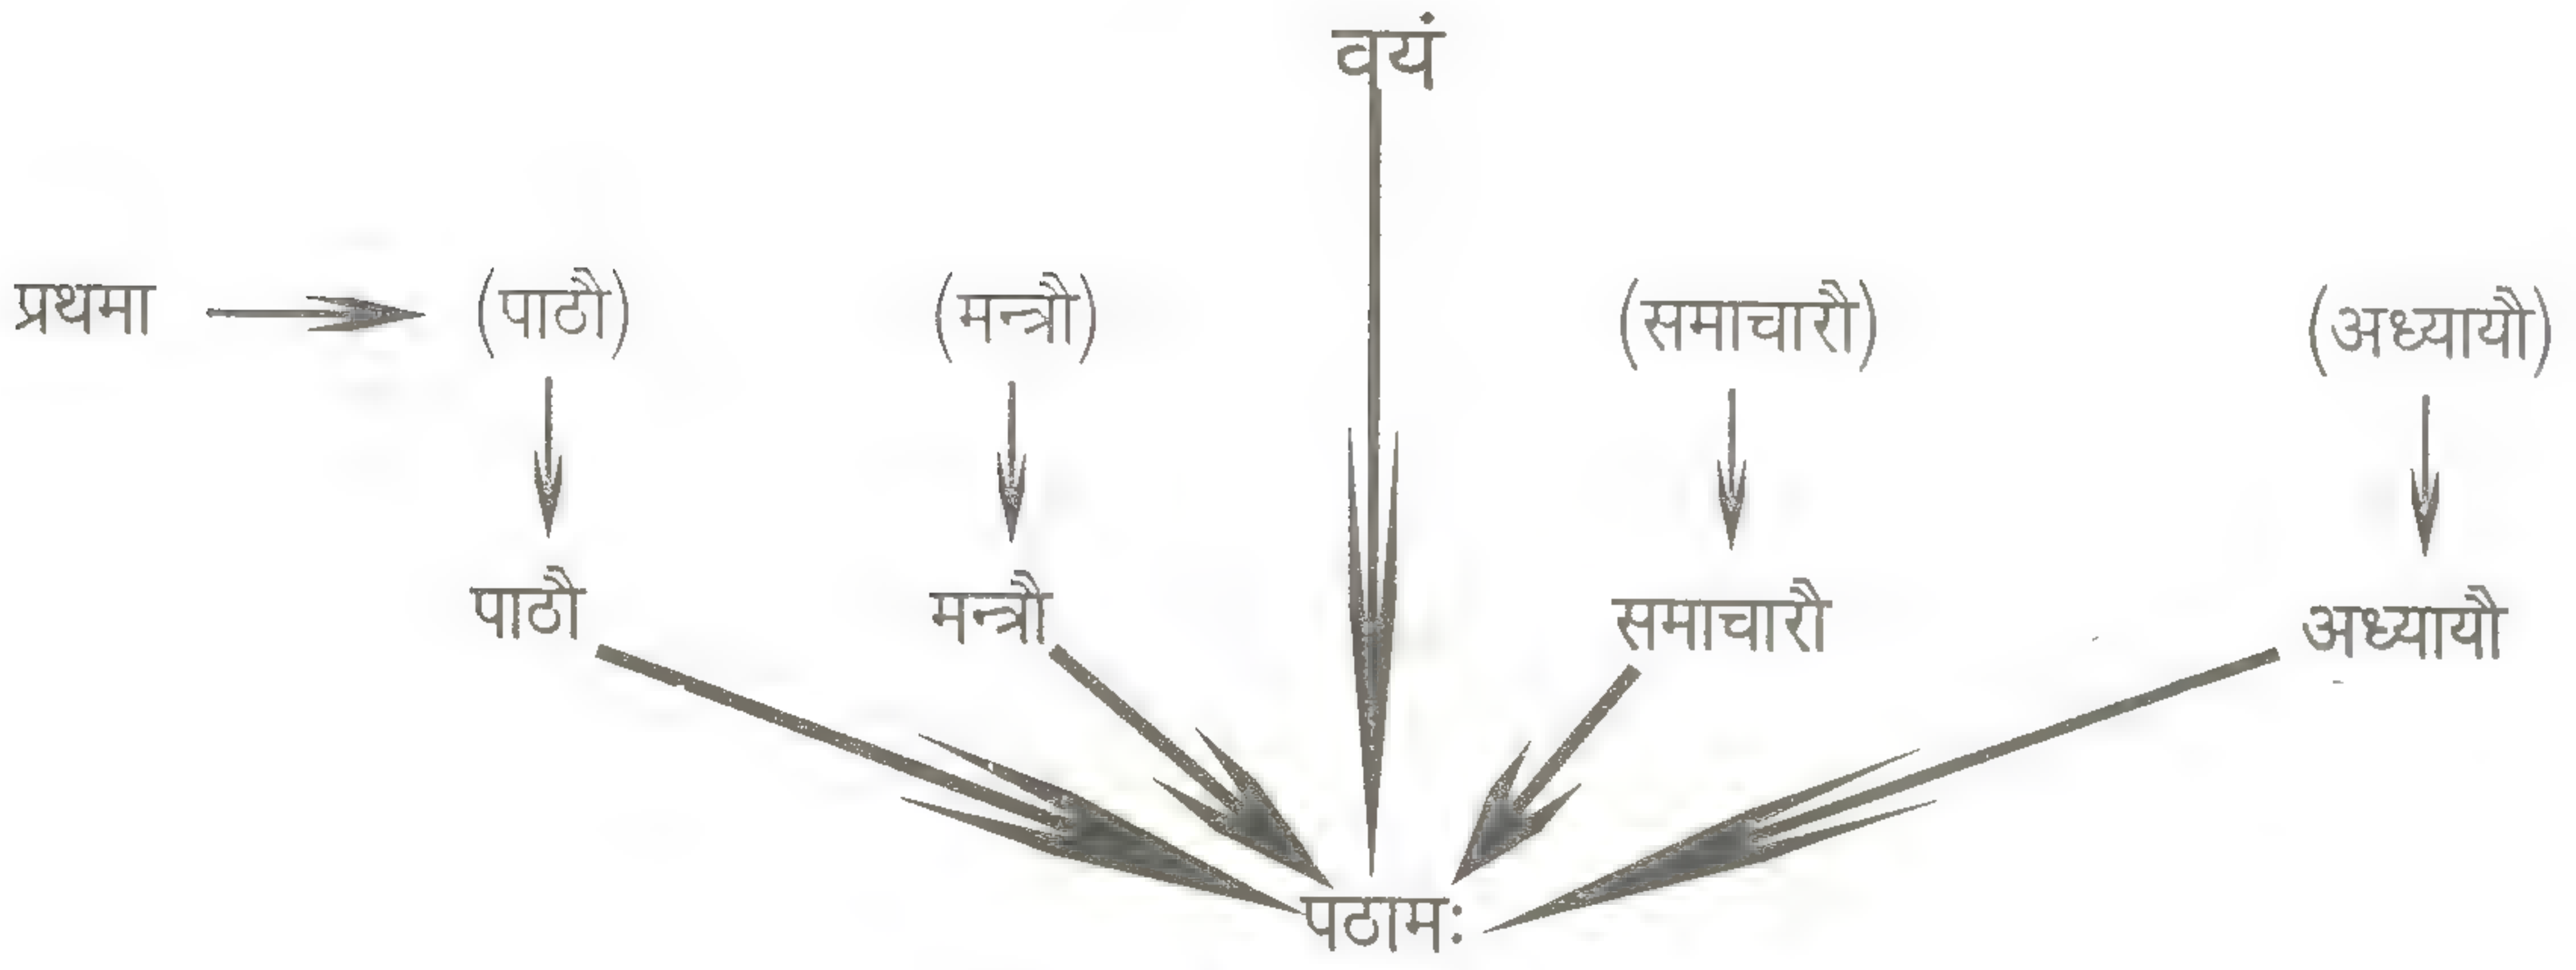 वयं
प्रथमा (पाठौ) (मन्त्रौ) (समाचारौ) (अध्यायौ)
पाठौ मन्त्रौ समाचारौ अध्यायौ
पठामः